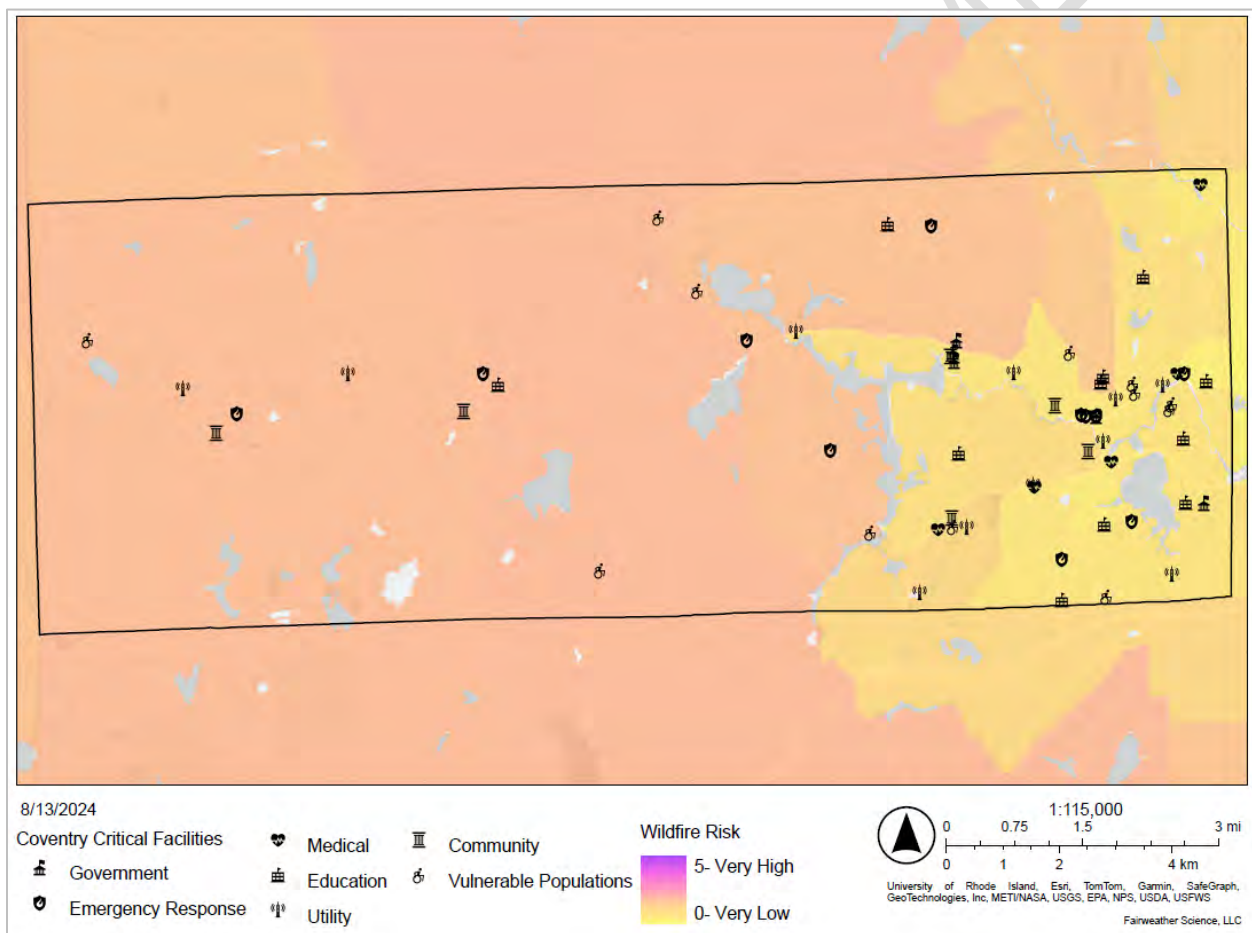 8/13/2024
Coventry Critical Facilities
Government
Emergency Response
Medical
Education
Utility
Community
Vulnerable Populations
Wildfire Risk
5- Very High
0- Very Low
1:115,000
0 0.75 1.5 3 mi
0 1 2 4 km
University of Rhode Island, Esri, TomTom, Garmin, SafeGraph,
GeoTechnologies, Inc, METI/NASA, USGS, EPA, NPS, USDA, USFWS
Fairweather Science, LLC